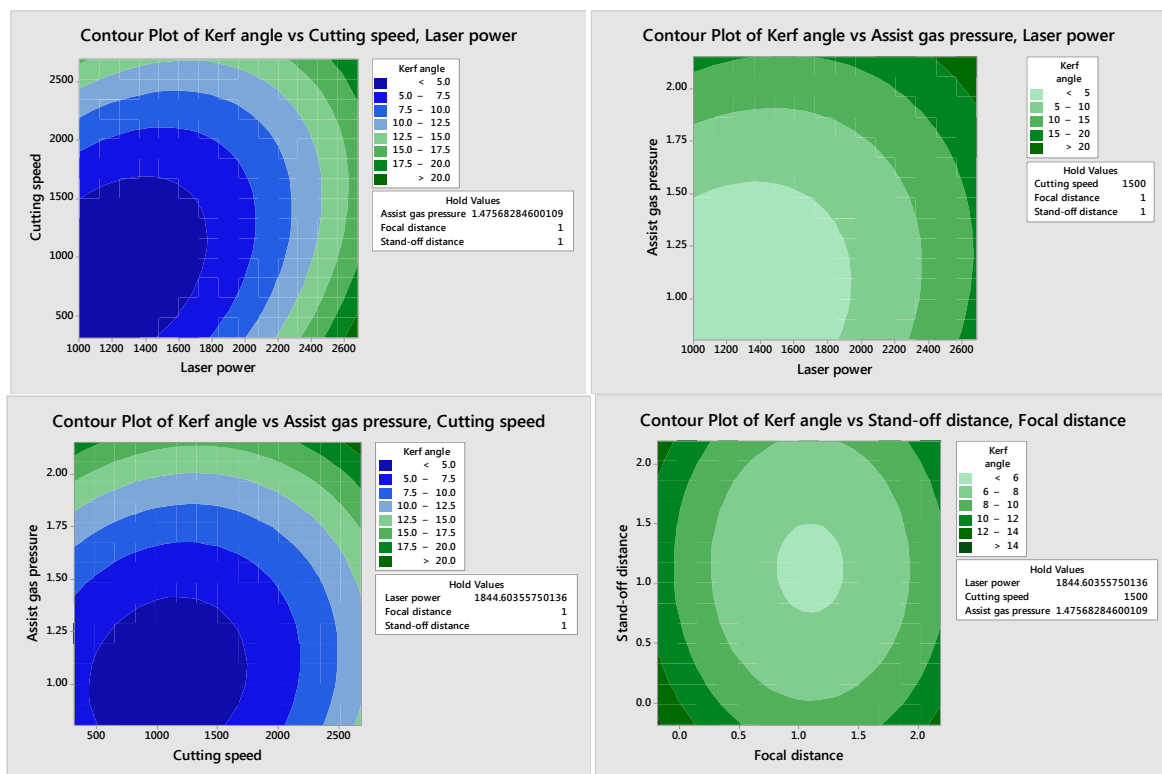 Contour Plot of Kerf angle vs Cutting speed, Laser power
Kerf angle
< 5.0
5.0 – 7.5
7.5 – 10.0
10.0 – 12.5
12.5 – 15.0
15.0 – 17.5
17.5 – 20.0
> 20.0
Hold Values
Assist gas pressure 1.47568284600109
Focal distance 1
Stand-off distance 1
Cutting speed
2500
2000
1500
1000
500
1000 1200 1400 1600 1800 2000 2200 2400 2600
Laser power
Contour Plot of Kerf angle vs Assist gas pressure, Laser power
Kerf
angle
< 5
5 – 10
10 – 15
15 – 20
> 20
Hold Values
Cutting speed 1500
Focal distance 1
Stand-off distance 1
Assist gas pressure
2.00
1.75
1.50
1.25
1.00
1000 1200 1400 1600 1800 2000 2200 2400 2600
Laser power
Contour Plot of Kerf angle vs Assist gas pressure, Cutting speed
Kerf angle
< 5.0
5.0 – 7.5
7.5 – 10.0
10.0 – 12.5
12.5 – 15.0
15.0 – 17.5
17.5 – 20.0
> 20.0
Hold Values
Laser power 1844.60355750136
Focal distance 1
Stand-off distance 1
Assist gas pressure
2.00
1.75
1.50
1.25
1.00
500 1000 1500 2000 2500
Cutting speed
Contour Plot of Kerf angle vs Stand-off distance, Focal distance
Kerf
angle
< 6
6 – 8
8 – 10
10 – 12
12 – 14
> 14
Hold Values
Laser power 1844.60355750136
Cutting speed 1500
Assist gas pressure 1.47568284600109
Stand-off distance
2.0
1.5
1.0
0.5
0.0
0.0 0.5 1.0 1.5 2.0
Focal distance